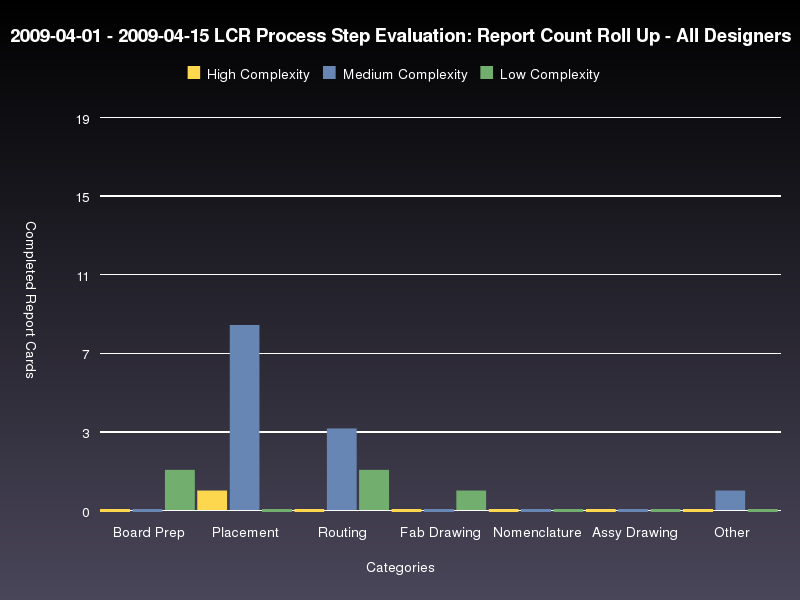 2009-04-01 - 2009-04-15 LCR Process Step Evaluation: Report Count Roll Up - All Designers
High Complexity Medium Complexity Low Complexity
19
15
11
7
3
0
Completed Report Cards
Board Prep Placement Routing Fab Drawing Nomenclature Assy Drawing Other
Categories